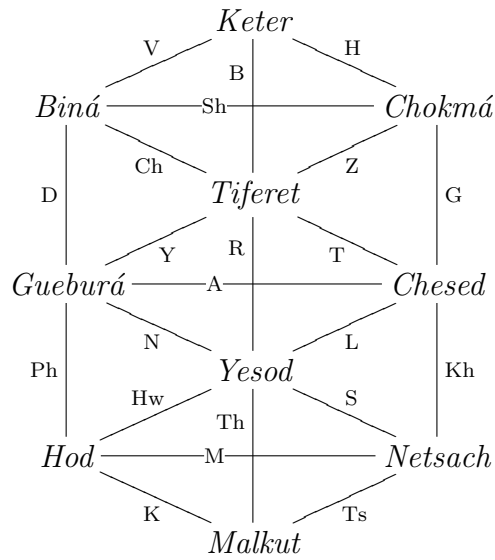 Keter
V H
B
Biná Sh Chokmá
Ch Z
D Tiferet G
Y R T
Gueburá A Chesed
N L
Ph Yesod Kh
Hw S
Th
Hod M Netsach
K Ts
Malkut